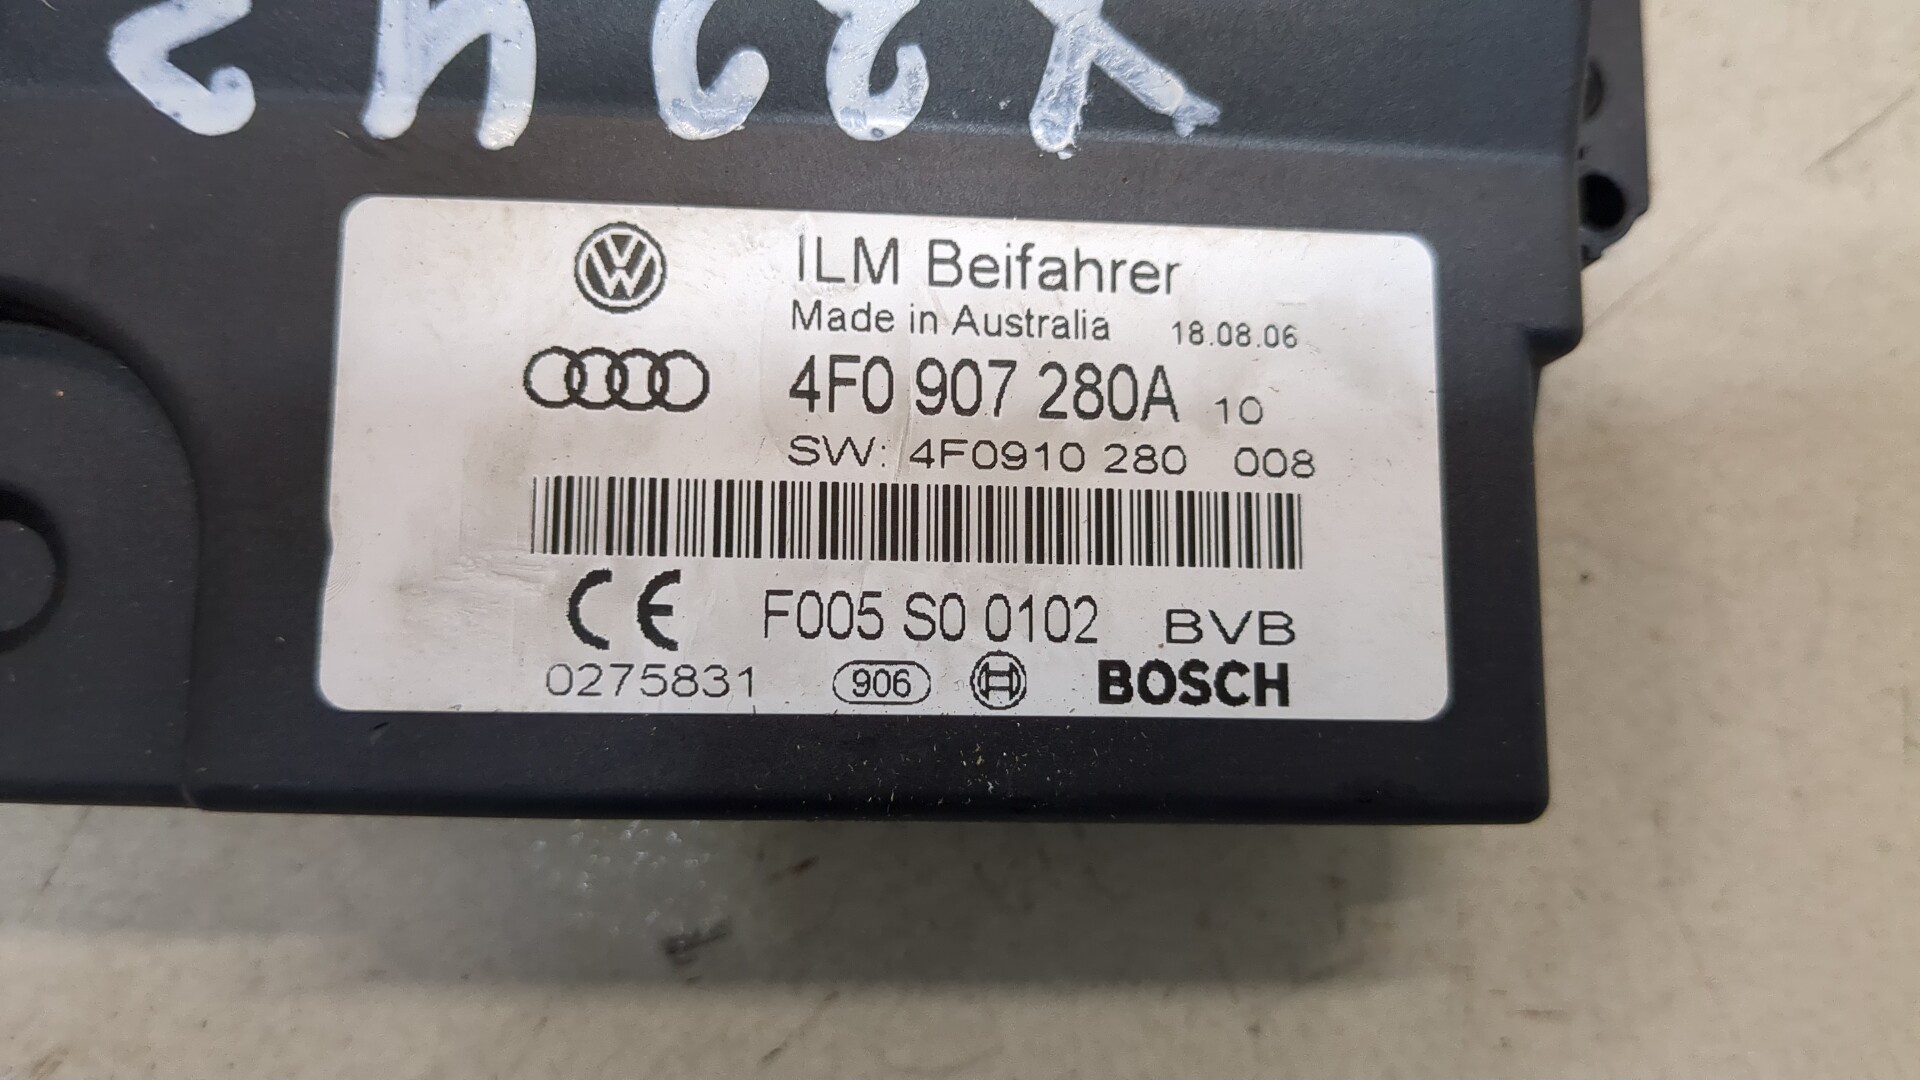 ILM Beifahrer
Made in Australia 18.08.06
4F0 907 280A 10
SW: 4F0910 280 008
CE F005 S0 0102 BVB
0275831 906 BOSCH